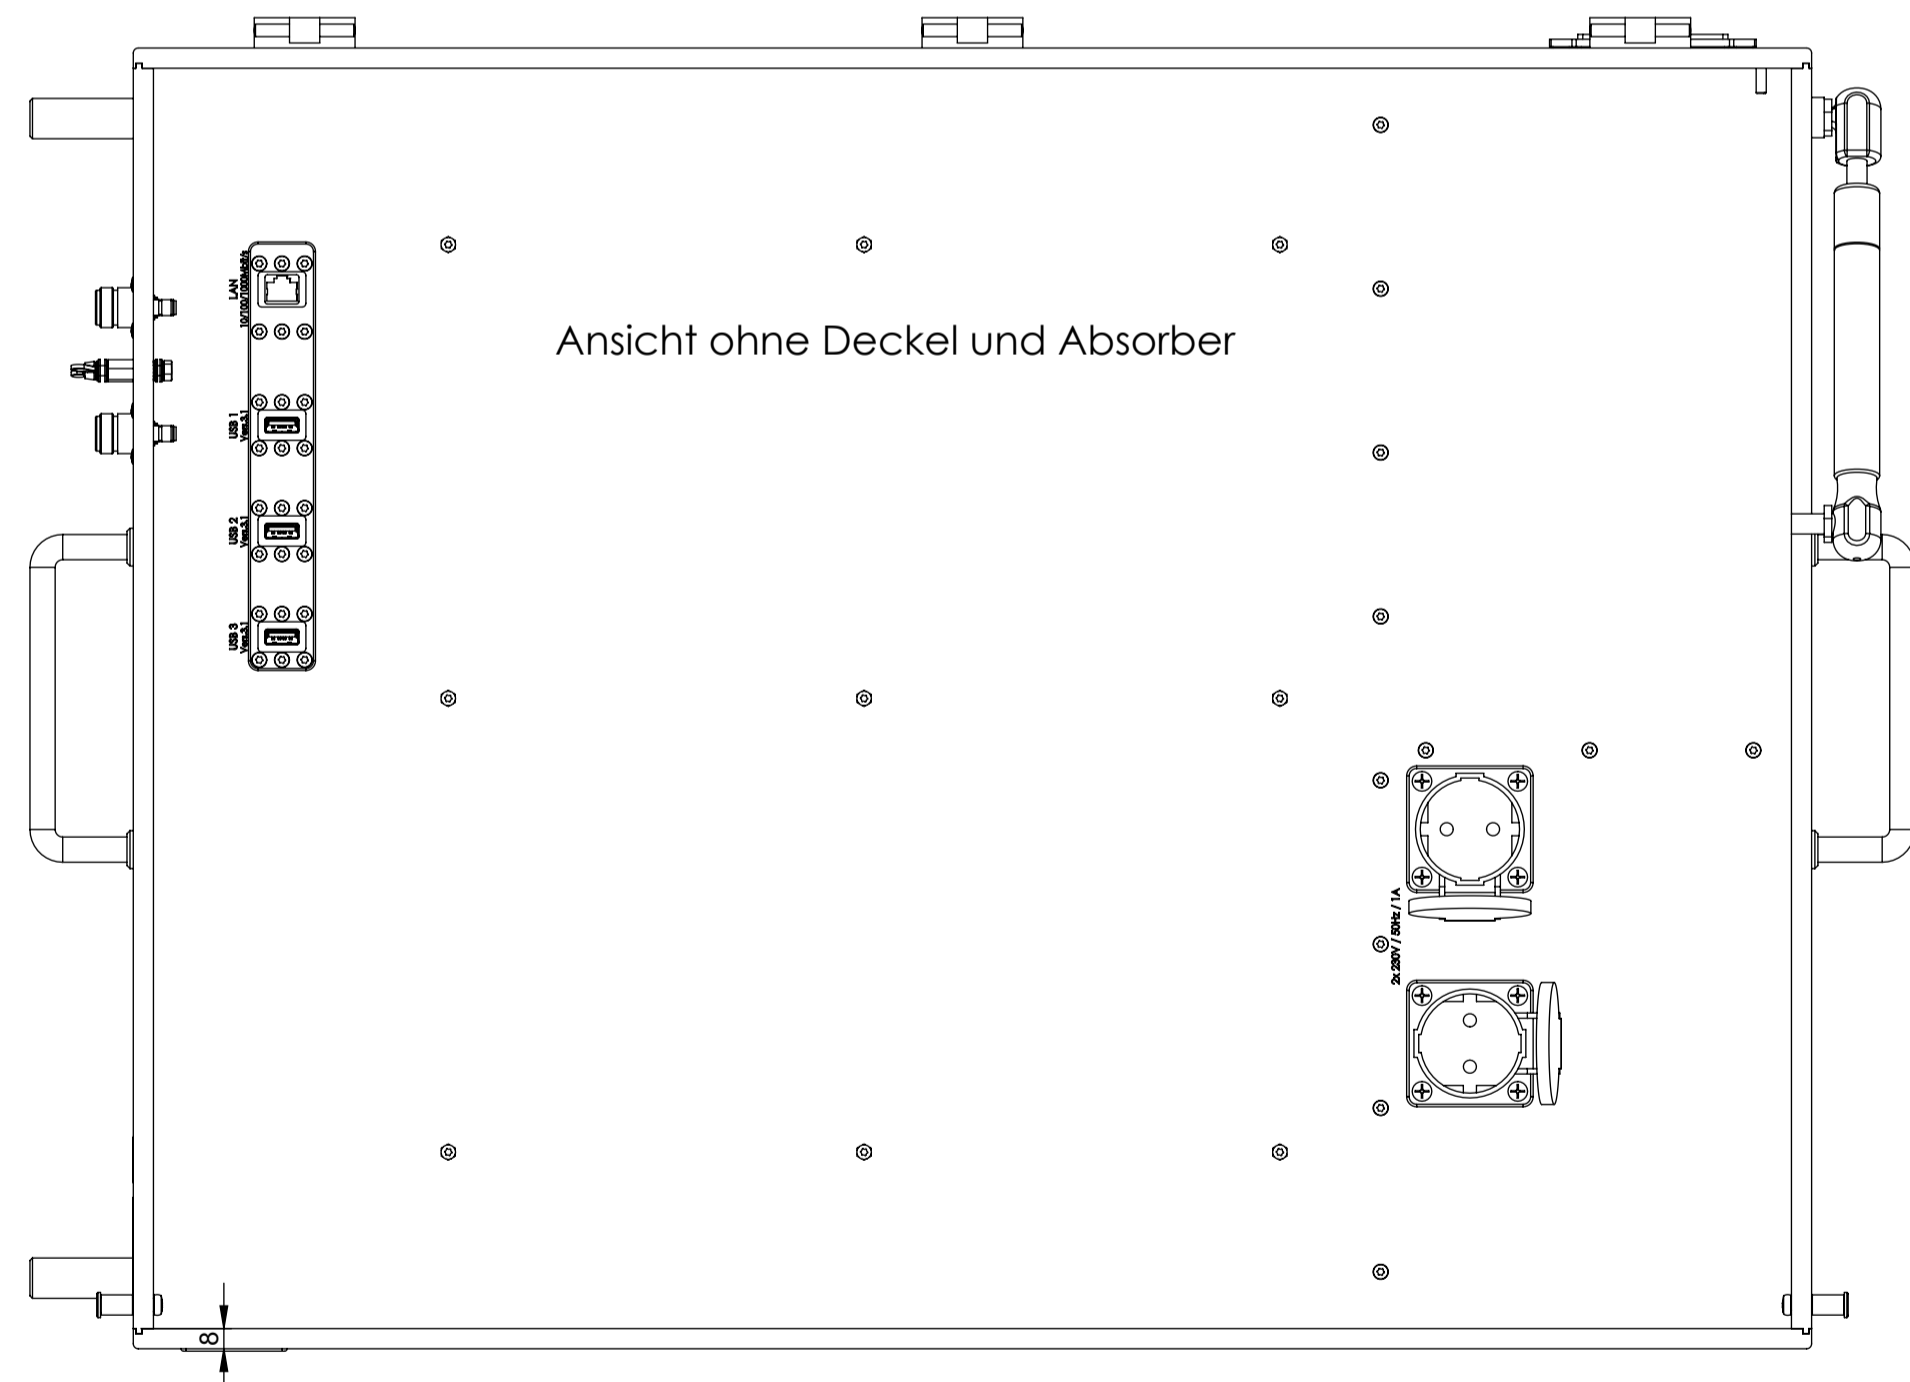 LAN
10/100/1000Mbit/s
Ansicht ohne Deckel und Absorber
USB 1
Vers.3.1
USB 2
Vers.3.1
USB 3
Vers.3.1
2x 230V / 50Hz / 1A
8